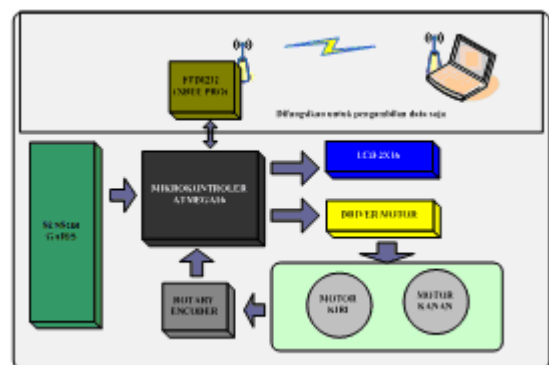 (XBEE PRO)
Difungsikan untuk pengambilan data saja
LCD 2X16
MIKROKONTROLER
ATMEGA16
SENSOR
GARIS
DRIVER MOTOR
ROTARY
ENCODER
MOTOR
KIRI
MOTOR
KANAN